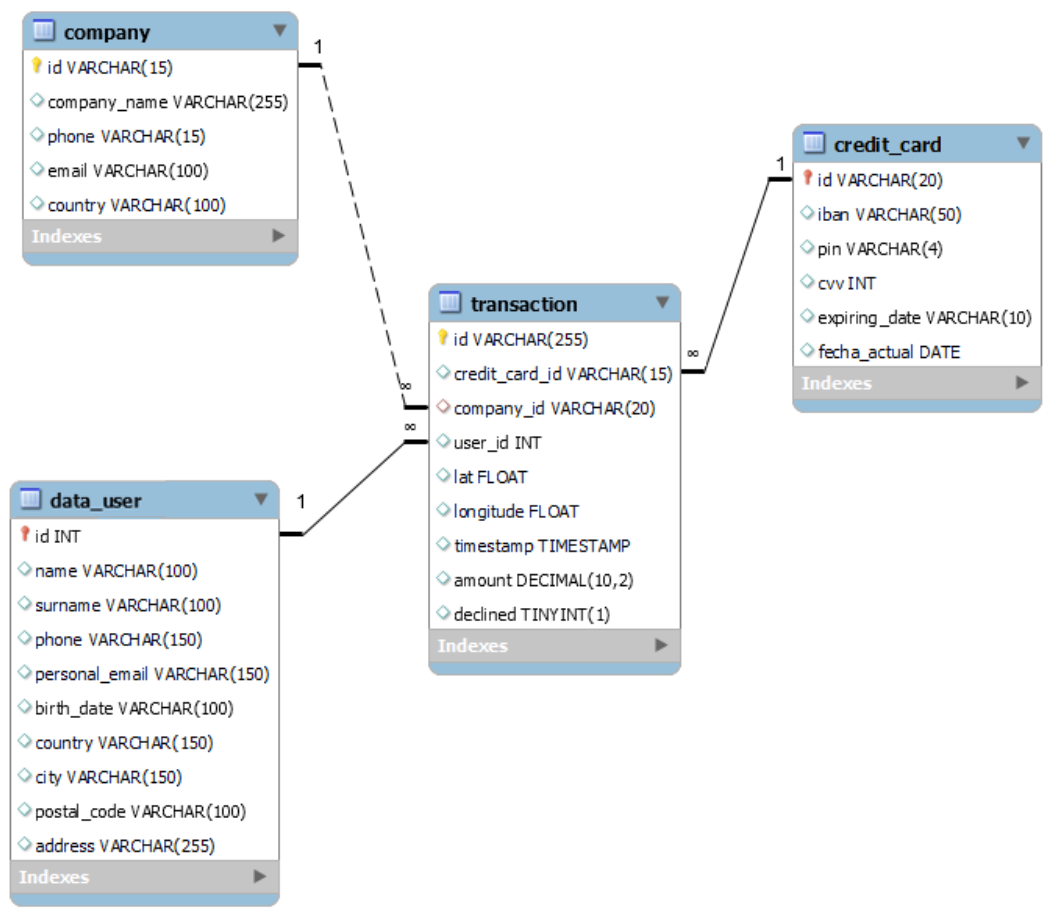 company
id VARCHAR(15)
company_name VARCHAR(255)
phone VARCHAR(15)
email VARCHAR(100)
country VARCHAR(100)
Indexes
1
∞
credit_card
id VARCHAR(20)
iban VARCHAR(50)
pin VARCHAR(4)
cvv INT
expiring_date VARCHAR(10)
fecha_actual DATE
Indexes
1
∞
transaction
id VARCHAR(255)
credit_card_id VARCHAR(15)
company_id VARCHAR(20)
user_id INT
lat FLOAT
longitude FLOAT
timestamp TIMESTAMP
amount DECIMAL(10,2)
declined TINYINT(1)
Indexes
∞
1
data_user
id INT
name VARCHAR(100)
surname VARCHAR(100)
phone VARCHAR(150)
personal_email VARCHAR(150)
birth_date VARCHAR(100)
country VARCHAR(150)
city VARCHAR(150)
postal_code VARCHAR(100)
address VARCHAR(255)
Indexes